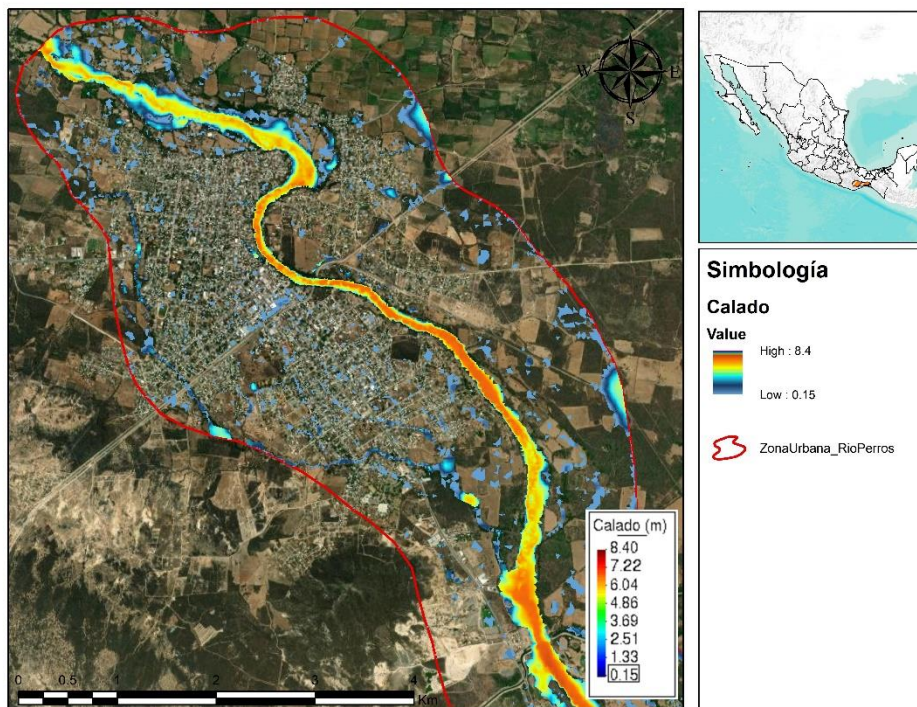 N
W
E
S
Simbología
Calado
Value
High : 8.4
Low : 0.15
ZonaUrbana_RioPerros
Calado (m)
8.40
7.22
6.04
4.86
3.69
2.51
1.33
0.15
0 0.5 1 2 3 4
Km